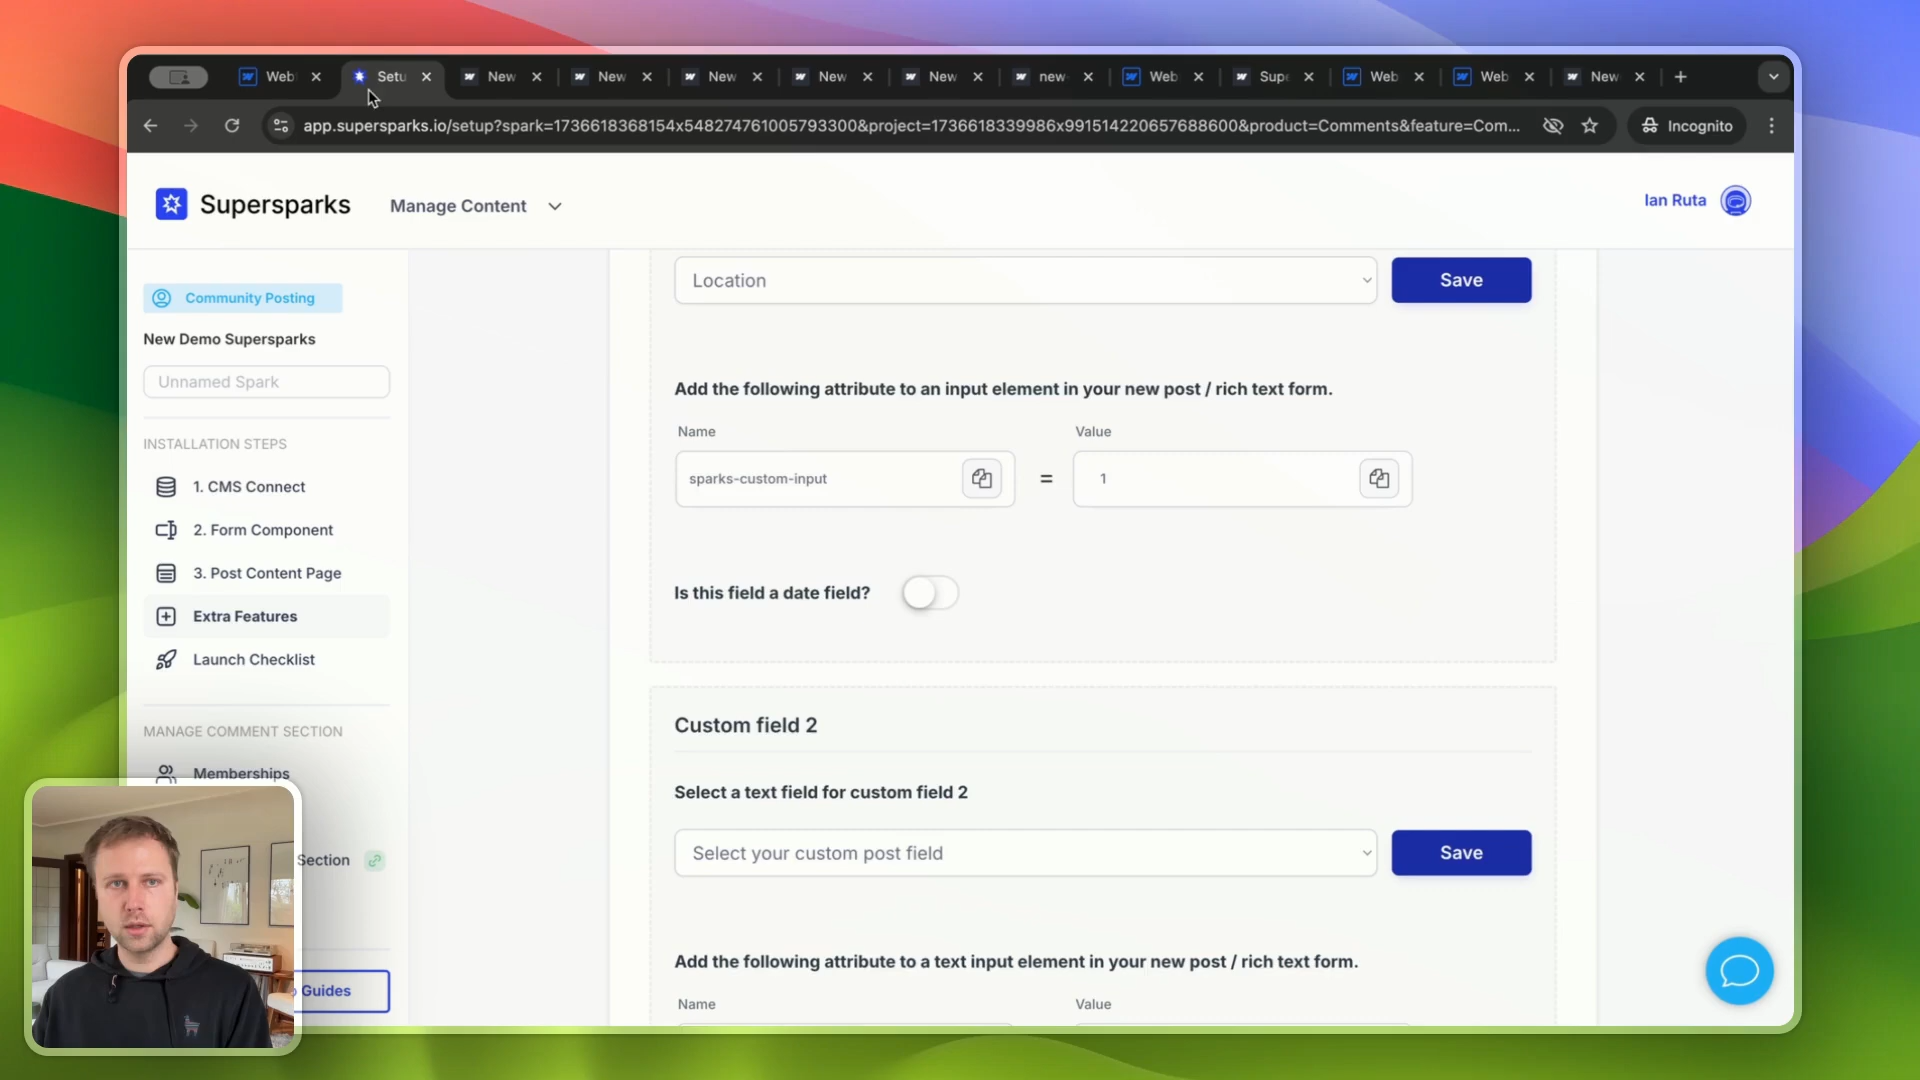 Web
Setu
New
New
New
New
New
new
Web
Supe
Web
Web
New
app.supersparks.io/setup?spark=1736618368154x548274761005793300&project=1736618339986x991514220657688600&product=Comments&feature=Com...
Incognito
Supersparks
Manage Content
Ian Ruta
Community Posting
New Demo Supersparks
Unnamed Spark
INSTALLATION STEPS
1. CMS Connect
2. Form Component
3. Post Content Page
Extra Features
Launch Checklist
MANAGE COMMENT SECTION
Memberships
Section
Guides
Location
Save
Add the following attribute to an input element in your new post / rich text form.
Name
Value
sparks-custom-input
=
1
Is this field a date field?
Custom field 2
Select a text field for custom field 2
Select your custom post field
Save
Add the following attribute to a text input element in your new post / rich text form.
Name
Value